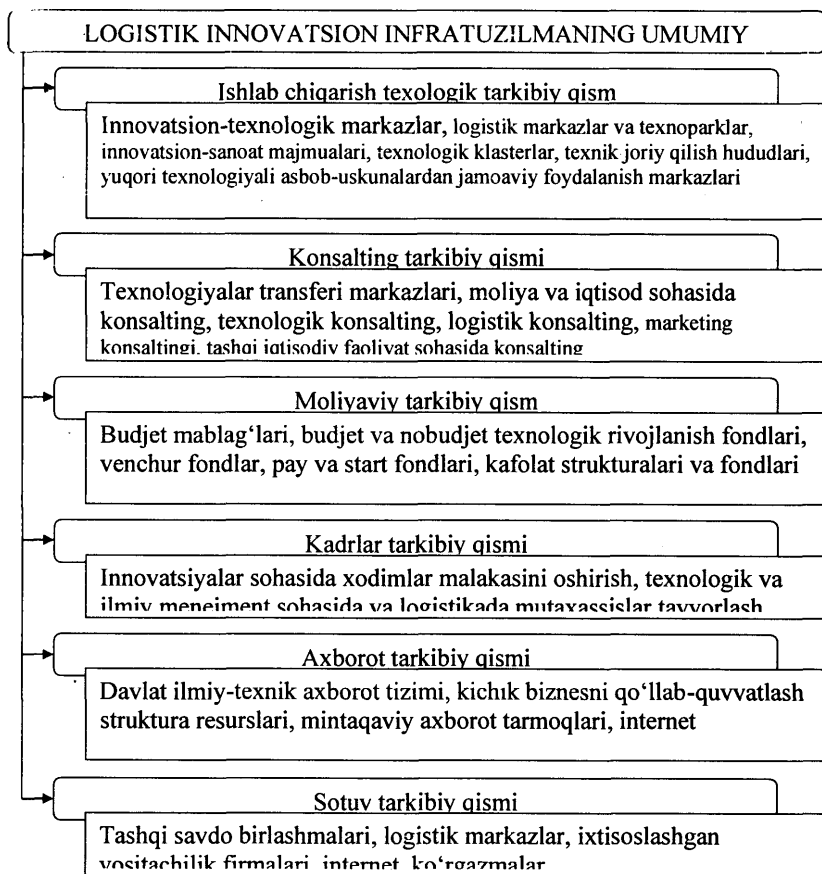 LOGISTIK INNOVATSION INFRATUZILMANING UMUMIY
Ishlab chiqarish texologik tarkibiy qism
Innovatsion-texnologik markazlar, logistik markazlar va texnoparklar,
innovatsion-sanoat majmualari, texnologik klasterlar, texnik joriy qilish hududlari,
yuqori texnologiyali asbob-uskunalardan jamoaviy foydalanish markazlari
Konsalting tarkibiy qismi
Texnologiyalar transferi markazlari, moliya va iqtisod sohasida
konsalting, texnologik konsalting, logistik konsalting, marketing
konsaltingi, tashqi iqtisodiy faoliyat sohasida konsalting
Moliyaviy tarkibiy qism
Budjet mablag‘lari, budjet va nobudjet texnologik rivojlanish fondlari,
venchur fondlar, pay va start fondlari, kafolat strukturalari va fondlari
Kadrlar tarkibiy qismi
Innovatsiyalar sohasida xodimlar malakasini oshirish, texnologik va
ilmiy menejment sohasida va logistikada mutaxassislar tayyorlash
Axborot tarkibiy qismi
Davlat ilmiy-texnik axborot tizimi, kichik biznesni qo‘llab-quvvatlash
struktura resurslari, mintaqaviy axborot tarmoqlari, internet
Sotuv tarkibiy qismi
Tashqi savdo birlashmalari, logistik markazlar, ixtisoslashgan
vositachilik firmalari, internet, ko‘rgazmalar